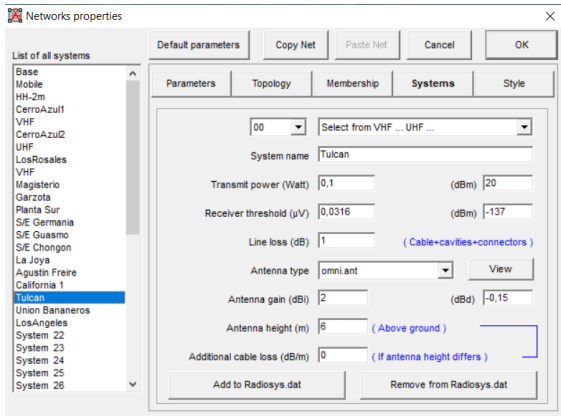 Networks properties
List of all systems
Default parameters Copy Net Paste Net Cancel OK
Base
Mobile
HH-2m
CerroAzul1
VHF
CerroAzul2
UHF
LosRosales
VHF
Magisterio
Garzota
Planta Sur
S/E Germania
S/E Guasmo
S/E Chongon
La Joya
Agustin Freire
California 1
Tulcan
Union Bananeros
LosAngeles
System 22
System 23
System 24
System 25
System 26
Parameters Topology Membership Systems Style
00 Select from VHF ... UHF ...
System name Tulcan
Transmit power (Watt) 0,1 (dBm) 20
Receiver threshold (µV) 0,0316 (dBm) -137
Line loss (dB) 1 ( Cable+cavities+connectors )
Antenna type omni.ant View
Antenna gain (dBi) 2 (dBd) -0,15
Antenna height (m) 6 ( Above ground )
Additional cable loss (dB/m) 0 ( If antenna height differs )
Add to Radiosys.dat Remove from Radiosys.dat